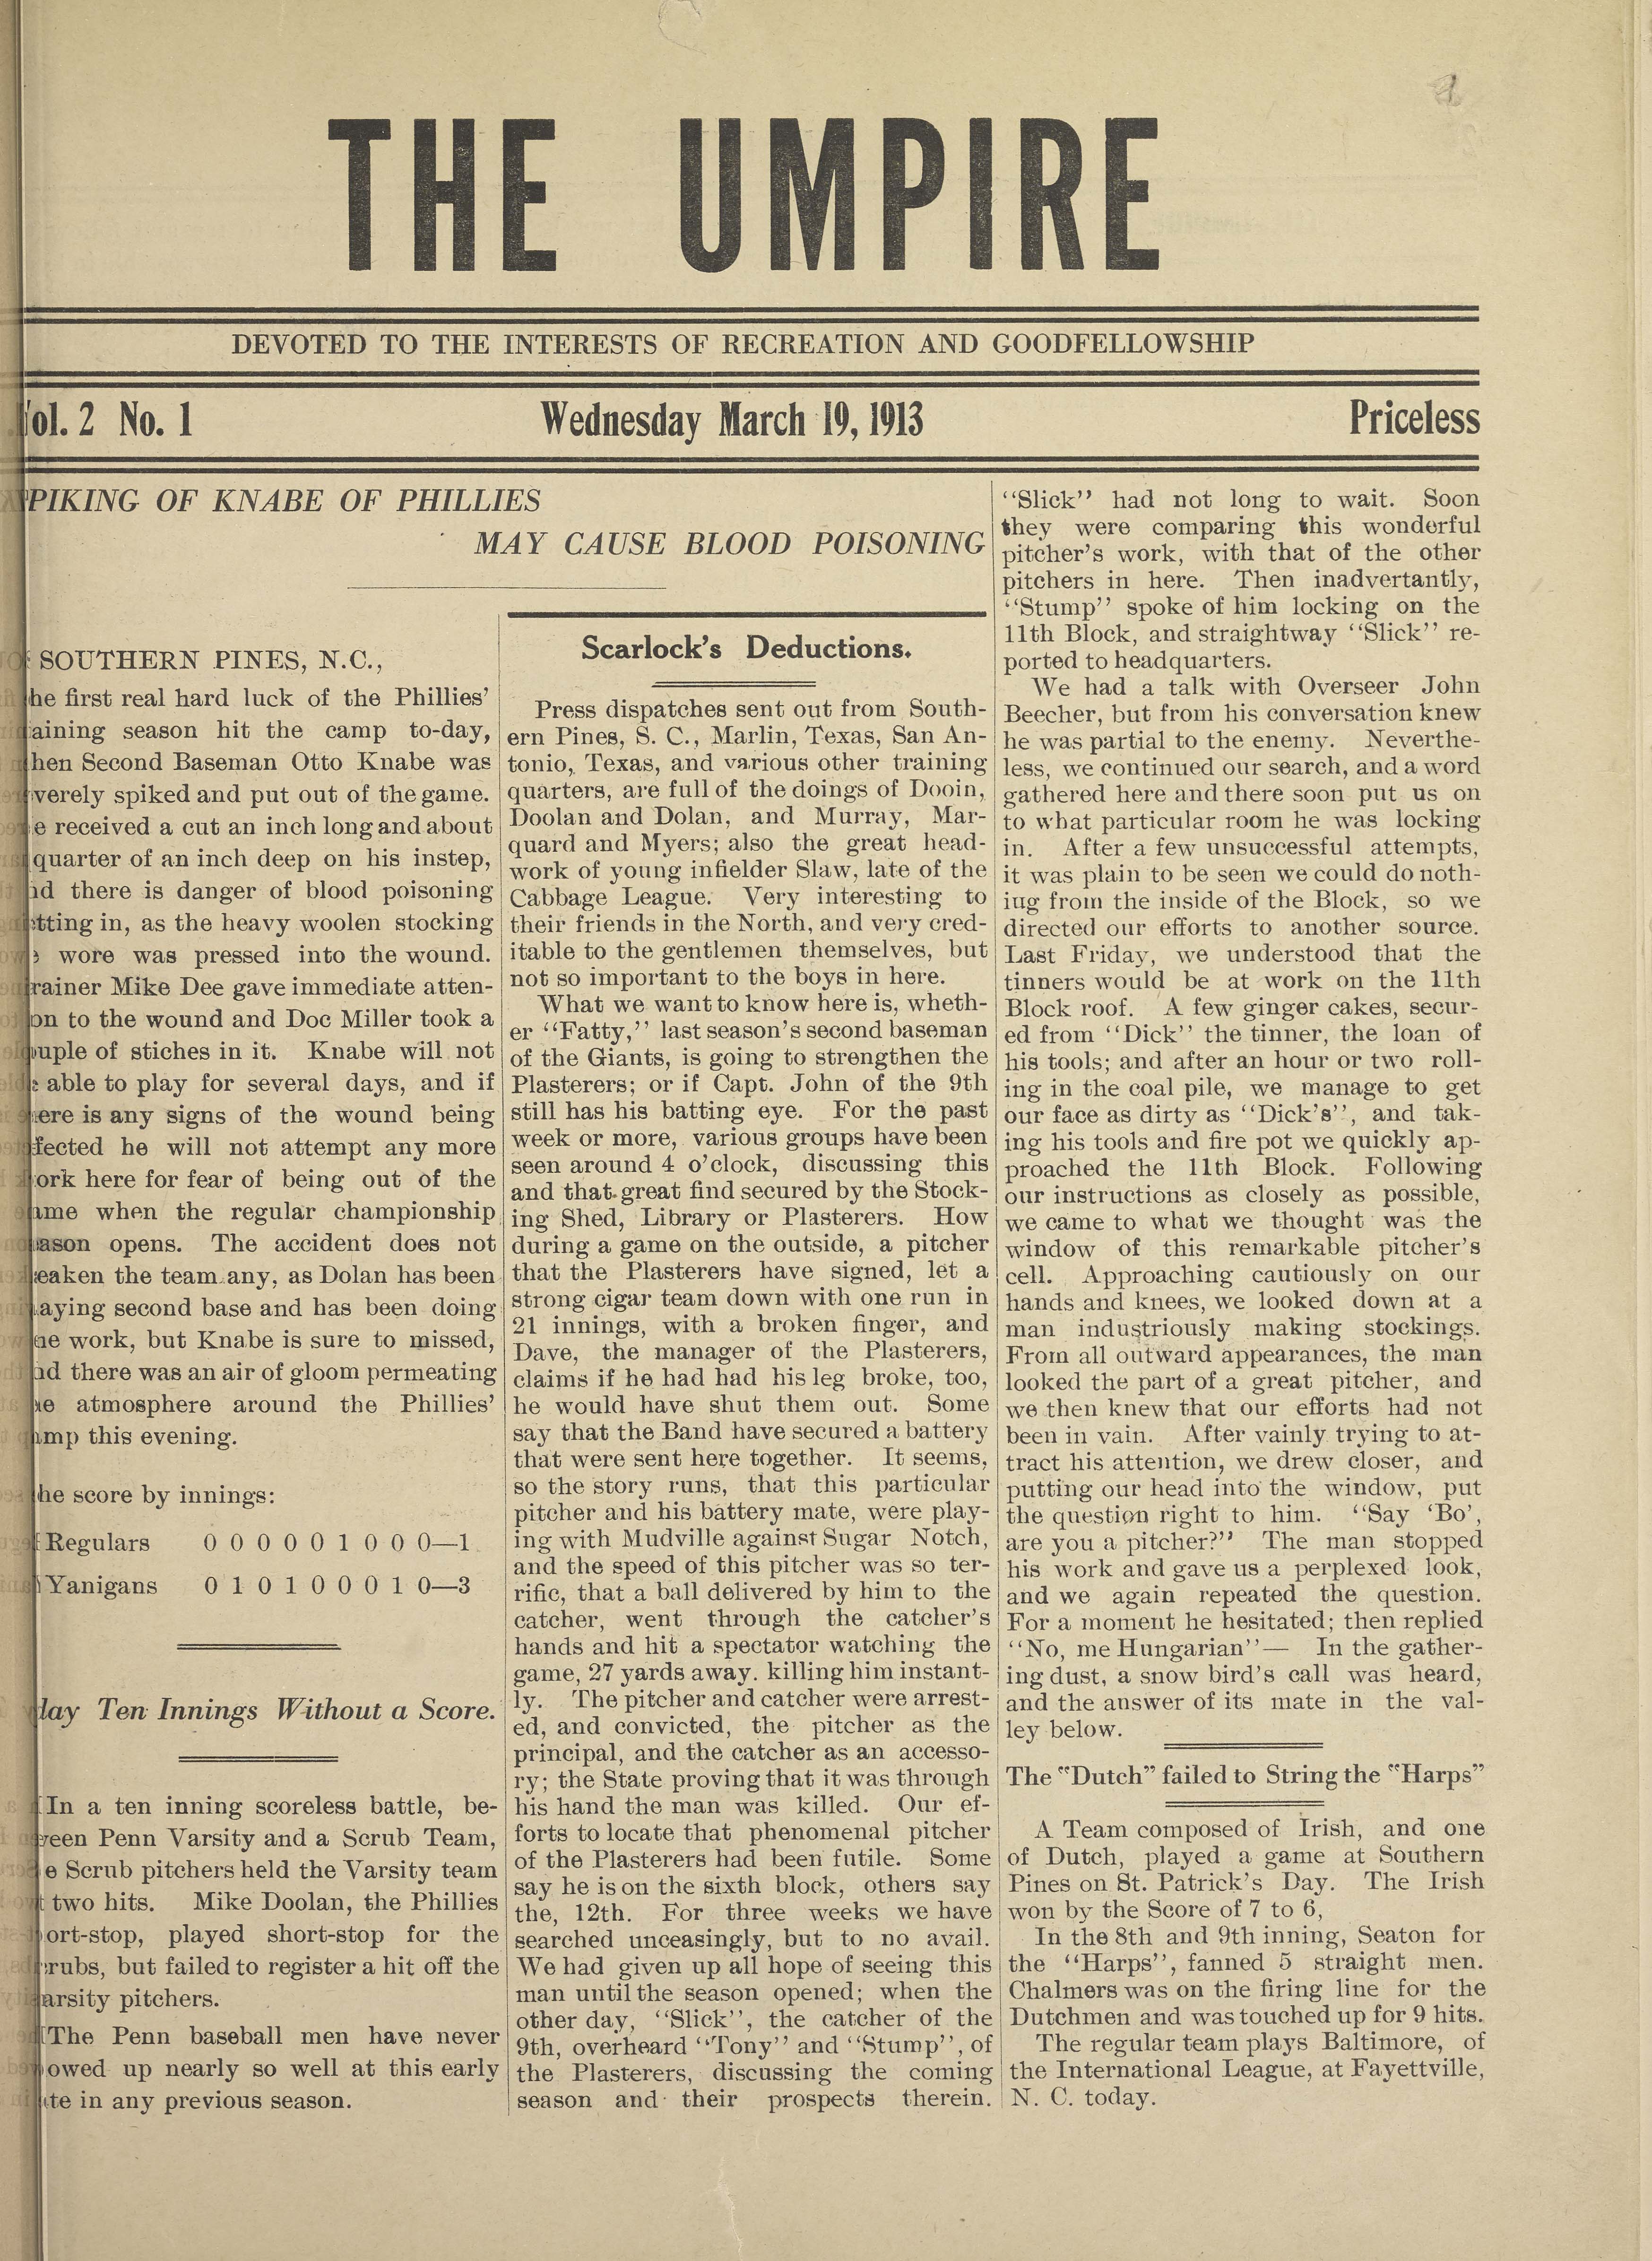 THE UMPIRE
DEVOTED TO THE INTERESTS OF RECREATION AND GOODFELLOWSHIP
ol. 2 No. 1 Wednesday March 19, 1913 Priceless
PIKING OF KNABE OF PHILLIES
MAY CAUSE BLOOD POISONING
SOUTHERN PINES, N.C.,
he first real hard luck of the Phillies'
aining season hit the camp to-day,
hen Second Baseman Otto Knabe was
verely spiked and put out of the game.
e received a cut an inch long and about
quarter of an inch deep on his instep,
d there is danger of blood poisoning
tting in, as the heavy woolen stocking
wore was pressed into the wound.
rainer Mike Dee gave immediate atten-
on to the wound and Doc Miller took a
uple of stiches in it. Knabe will not
able to play for several days, and if
ere is any signs of the wound being
fected he will not attempt any more
ork here for fear of being out of the
ame when the regular championship
ason opens. The accident does not
eaken the team any, as Dolan has been
aying second base and has been doing
ne work, but Knabe is sure to missed,
d there was an air of gloom permeating
e atmosphere around the Phillies'
mp this evening.
he score by innings:
Regulars 0 0 0 0 0 1 0 0 0—1
Yanigans 0 1 0 1 0 0 0 1 0—3
lay Ten Innings Without a Score.
In a ten inning scoreless battle, be-
een Penn Varsity and a Scrub Team,
e Scrub pitchers held the Varsity team
two hits. Mike Doolan, the Phillies
ort-stop, played short-stop for the
rubs, but failed to register a hit off the
arsity pitchers.
The Penn baseball men have never
owed up nearly so well at this early
te in any previous season.
Scarlock's Deductions.
Press dispatches sent out from South-
ern Pines, S. C., Marlin, Texas, San An-
tonio, Texas, and various other training
quarters, are full of the doings of Dooin,
Doolan and Dolan, and Murray, Mar-
quard and Myers; also the great head-
work of young infielder Slaw, late of the
Cabbage League. Very interesting to
their friends in the North, and very cred-
itable to the gentlemen themselves, but
not so important to the boys in here.
What we want to know here is, wheth-
er "Fatty," last season's second baseman
of the Giants, is going to strengthen the
Plasterers; or if Capt. John of the 9th
still has his batting eye. For the past
week or more, various groups have been
seen around 4 o'clock, discussing this
and that great find secured by the Stock-
ing Shed, Library or Plasterers. How
during a game on the outside, a pitcher
that the Plasterers have signed, let a
strong cigar team down with one run in
21 innings, with a broken finger, and
Dave, the manager of the Plasterers,
claims if he had had his leg broke, too,
he would have shut them out. Some
say that the Band have secured a battery
that were sent here together. It seems,
so the story runs, that this particular
pitcher and his battery mate, were play-
ing with Mudville against Sugar Notch,
and the speed of this pitcher was so ter-
rific, that a ball delivered by him to the
catcher, went through the catcher's
hands and hit a spectator watching the
game, 27 yards away. killing him instant-
ly. The pitcher and catcher were arrest-
ed, and convicted, the pitcher as the
principal, and the catcher as an accesso-
ry; the State proving that it was through
his hand the man was killed. Our ef-
forts to locate that phenomenal pitcher
of the Plasterers had been futile. Some
say he is on the sixth block, others say
the, 12th. For three weeks we have
searched unceasingly, but to no avail.
We had given up all hope of seeing this
man until the season opened; when the
other day, "Slick", the catcher of the
9th, overheard "Tony" and "Stump", of
the Plasterers, discussing the coming
season and their prospects therein.
"Slick" had not long to wait. Soon
they were comparing this wonderful
pitcher's work, with that of the other
pitchers in here. Then inadvertantly,
"Stump" spoke of him locking on the
11th Block, and straightway "Slick" re-
ported to headquarters.
We had a talk with Overseer John
Beecher, but from his conversation knew
he was partial to the enemy. Neverthe-
less, we continued our search, and a word
gathered here and there soon put us on
to what particular room he was locking
in. After a few unsuccessful attempts,
it was plain to be seen we could do noth-
iug from the inside of the Block, so we
directed our efforts to another source.
Last Friday, we understood that the
tinners would be at work on the 11th
Block roof. A few ginger cakes, secur-
ed from "Dick" the tinner, the loan of
his tools; and after an hour or two roll-
ing in the coal pile, we manage to get
our face as dirty as "Dick's", and tak-
ing his tools and fire pot we quickly ap-
proached the 11th Block. Following
our instructions as closely as possible,
we came to what we thought was the
window of this remarkable pitcher's
cell. Approaching cautiously on our
hands and knees, we looked down at a
man industriously making stockings.
From all outward appearances, the man
looked the part of a great pitcher, and
we then knew that our efforts had not
been in vain. After vainly trying to at-
tract his attention, we drew closer, and
putting our head into the window, put
the question right to him. "Say 'Bo',
are you a pitcher?" The man stopped
his work and gave us a perplexed look,
and we again repeated the question.
For a moment he hesitated; then replied
"No, me Hungarian"— In the gather-
ing dust, a snow bird's call was heard,
and the answer of its mate in the val-
ley below.
The "Dutch" failed to String the "Harps"
A Team composed of Irish, and one
of Dutch, played a game at Southern
Pines on St. Patrick's Day. The Irish
won by the Score of 7 to 6,
In the 8th and 9th inning, Seaton for
the "Harps", fanned 5 straight men.
Chalmers was on the firing line for the
Dutchmen and was touched up for 9 hits.
The regular team plays Baltimore, of
the International League, at Fayettville,
N. C. today.